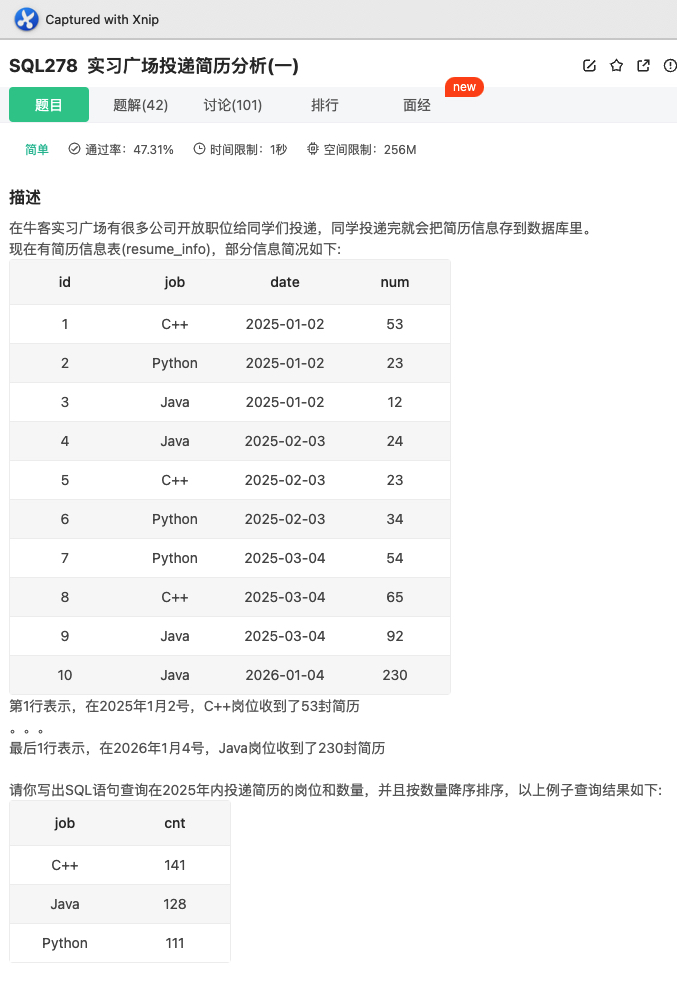 Captured with Xnip
SQL278 实习广场投递简历分析(一)
题目 题解(42) 讨论(101) 排行 面经 new
简单 通过率：47.31% 时间限制：1秒 空间限制：256M
描述
在牛客实习广场有很多公司开放职位给同学们投递，同学投递完就会把简历信息存到数据库里。
现在有简历信息表(resume_info)，部分信息简况如下:
id job date num
1 C++ 2025-01-02 53
2 Python 2025-01-02 23
3 Java 2025-01-02 12
4 Java 2025-02-03 24
5 C++ 2025-02-03 23
6 Python 2025-02-03 34
7 Python 2025-03-04 54
8 C++ 2025-03-04 65
9 Java 2025-03-04 92
10 Java 2026-01-04 230
第1行表示，在2025年1月2号，C++岗位收到了53封简历
。。。
最后1行表示，在2026年1月4号，Java岗位收到了230封简历
请你写出SQL语句查询在2025年内投递简历的岗位和数量，并且按数量降序排序，以上例子查询结果如下:
job cnt
C++ 141
Java 128
Python 111